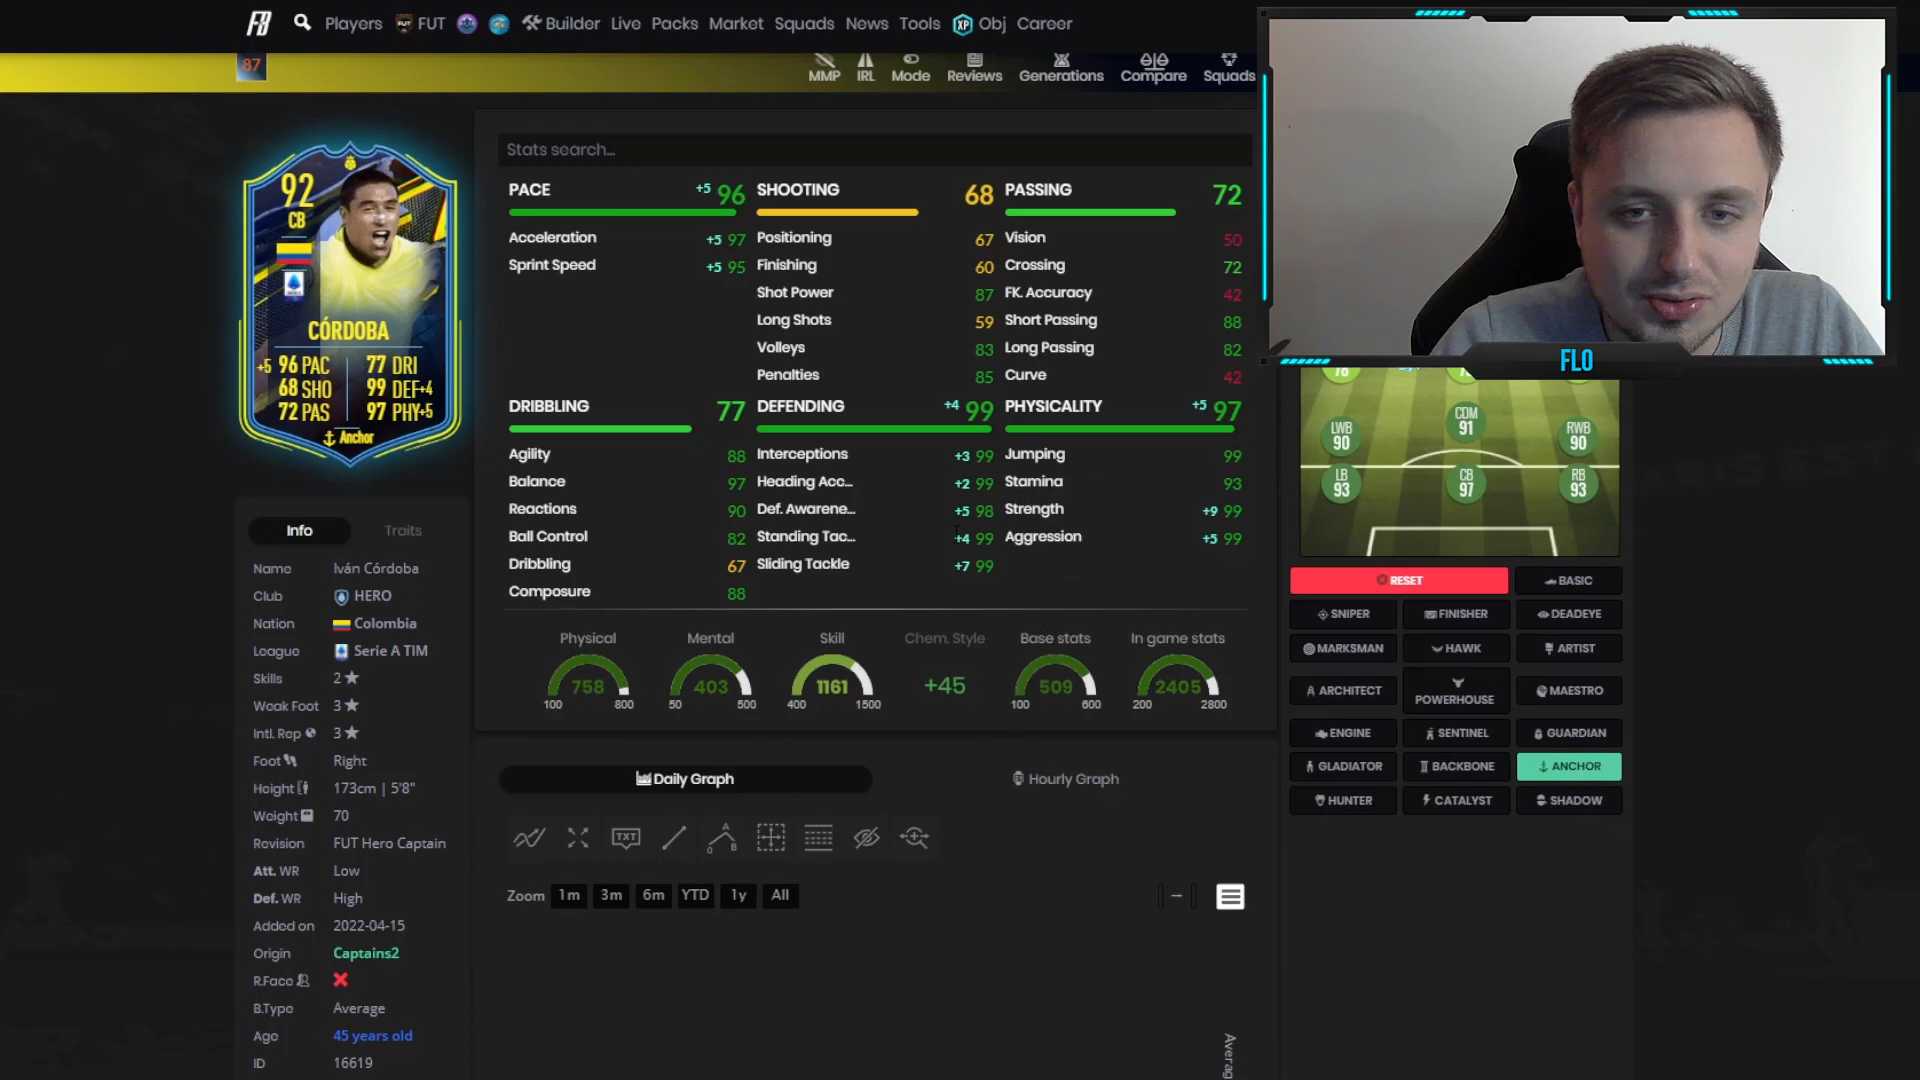 Players FUT Builder Live Packs Market Squads News Tools XP Obj Career
87 MMP IRL Mode Reviews Generations Compare Squads
Stats search...
PACE +5 96
Acceleration +5 97
Sprint Speed +5 95
SHOOTING 68
Positioning 67
Finishing 60
Shot Power 87
Long Shots 59
Volleys 83
Penalties 85
PASSING 72
Vision 50
Crossing 72
FK. Accuracy 42
Short Passing 88
Long Passing 82
Curve 42
DRIBBLING 77
Agility 88
Balance 97
Reactions 90
Ball Control 82
Dribbling 67
Composure 88
DEFENDING +4 99
Interceptions +3 99
Heading Acc... +2 99
Def. Awarene... +5 98
Standing Tac... +4 99
Sliding Tackle +7 99
PHYSICALITY +5 97
Jumping 99
Stamina 93
Strength +9 99
Aggression +5 99
92
CB
CÓRDOBA
+5 96 PAC 77 DRI
68 SHO 99 DEF+4
72 PAS 97 PHY+5
Anchor
Info Traits
Name Iván Córdoba
Club HERO
Nation Colombia
League Serie A TIM
Skills 2
Weak Foot 3
Intl. Rep 3
Foot Right
Height 173cm | 5'8"
Weight 70
Revision FUT Hero Captain
Att. WR Low
Def. WR High
Added on 2022-04-15
Origin Captains2
R.Face
B.Type Average
Age 45 years old
ID 16619
Physical Mental Skill Chem. Style Base stats In game stats
758 403 1161 +45 509 2405
100 800 50 500 400 1500 100 600 200 2800
Daily Graph Hourly Graph
TXT
A
0 B
Zoom 1m 3m 6m YTD 1y All
Averag
FLO
LWB 90
CDM 91
RWB 90
LB 93
CB 97
RB 93
RESET BASIC
SNIPER FINISHER DEADEYE
MARKSMAN HAWK ARTIST
ARCHITECT POWERHOUSE MAESTRO
ENGINE SENTINEL GUARDIAN
GLADIATOR BACKBONE ANCHOR
HUNTER CATALYST SHADOW